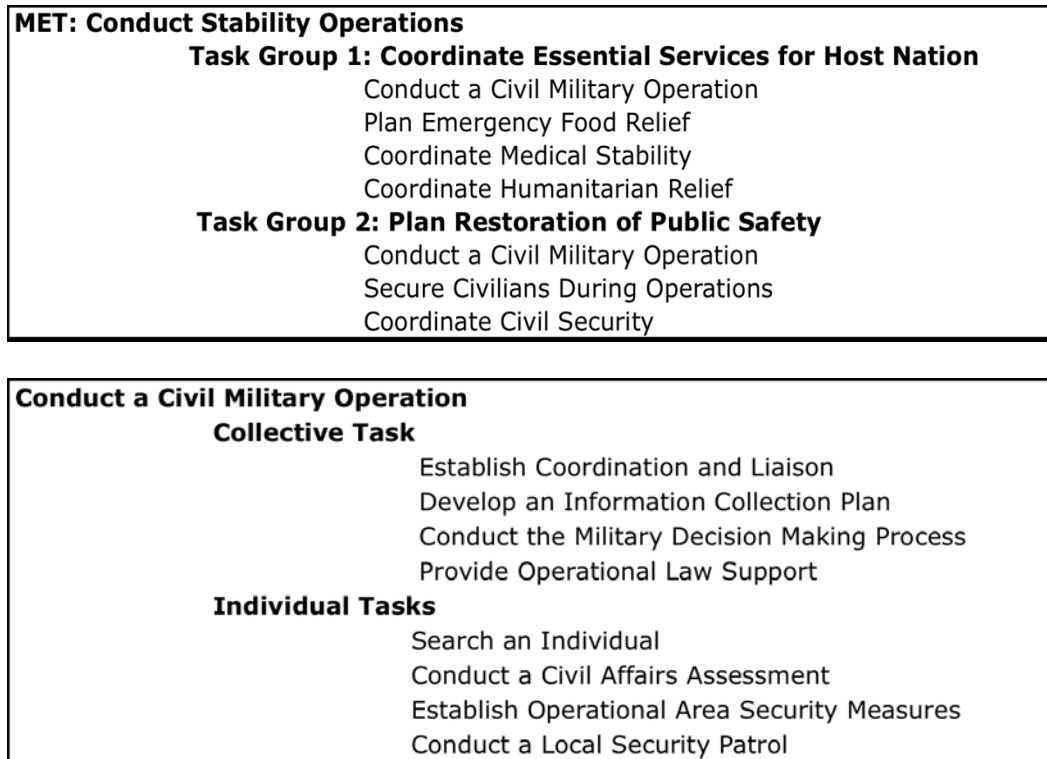 MET: Conduct Stability Operations
Task Group 1: Coordinate Essential Services for Host Nation
Conduct a Civil Military Operation
Plan Emergency Food Relief
Coordinate Medical Stability
Coordinate Humanitarian Relief
Task Group 2: Plan Restoration of Public Safety
Conduct a Civil Military Operation
Secure Civilians During Operations
Coordinate Civil Security
Conduct a Civil Military Operation
Collective Task
Establish Coordination and Liaison
Develop an Information Collection Plan
Conduct the Military Decision Making Process
Provide Operational Law Support
Individual Tasks
Search an Individual
Conduct a Civil Affairs Assessment
Establish Operational Area Security Measures
Conduct a Local Security Patrol